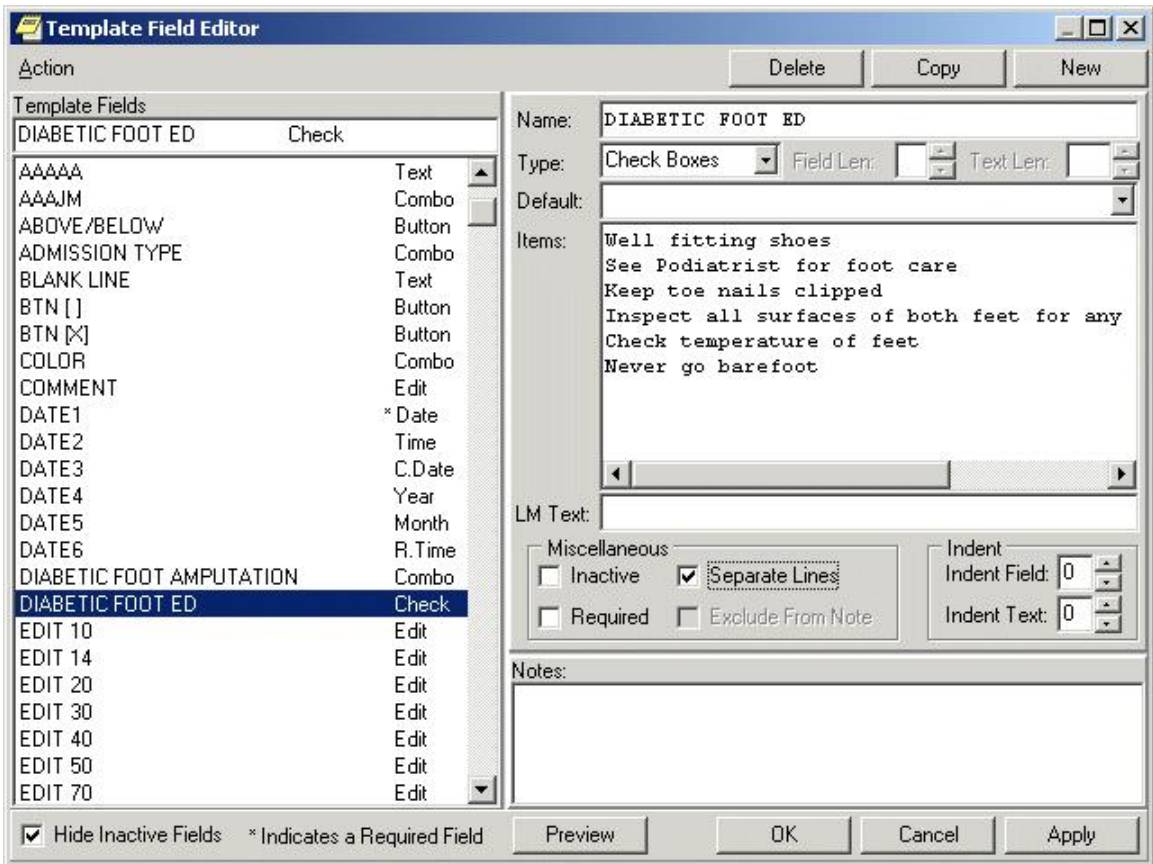 Template Field Editor
Action Delete Copy New
Template Fields
DIABETIC FOOT ED Check
AAAAA Text
AAAJM Combo
ABOVE/BELOW Button
ADMISSION TYPE Combo
BLANK LINE Text
BTN [ ] Button
BTN [X] Button
COLOR Combo
COMMENT Edit
DATE1 * Date
DATE2 Time
DATE3 C.Date
DATE4 Year
DATE5 Month
DATE6 R.Time
DIABETIC FOOT AMPUTATION Combo
DIABETIC FOOT ED Check
EDIT 10 Edit
EDIT 14 Edit
EDIT 20 Edit
EDIT 30 Edit
EDIT 40 Edit
EDIT 50 Edit
EDIT 70 Edit
Name: DIABETIC FOOT ED
Type: Check Boxes Field Len: Text Len:
Default:
Items: Well fitting shoes
See Podiatrist for foot care
Keep toe nails clipped
Inspect all surfaces of both feet for any
Check temperature of feet
Never go barefoot
LM Text:
Miscellaneous
Inactive Separate Lines
Required Exclude From Note
Indent
Indent Field: 0
Indent Text: 0
Notes:
Hide Inactive Fields * Indicates a Required Field Preview OK Cancel Apply